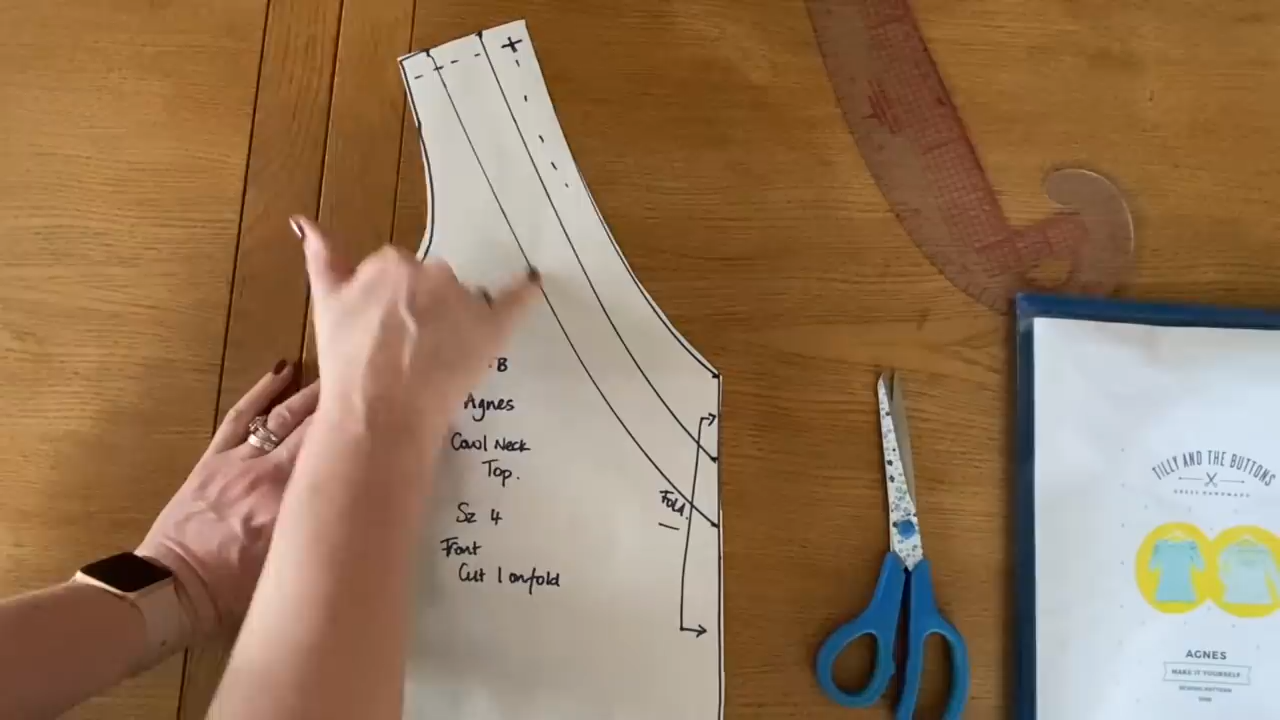 B
Agnes
Cowl Neck
Top.
Sz 4
Front
Cut 1 onfold
Fold.
TILLY AND THE BUTTONS
AGNES
MAKE IT YOURSELF
SEWING PATTERN